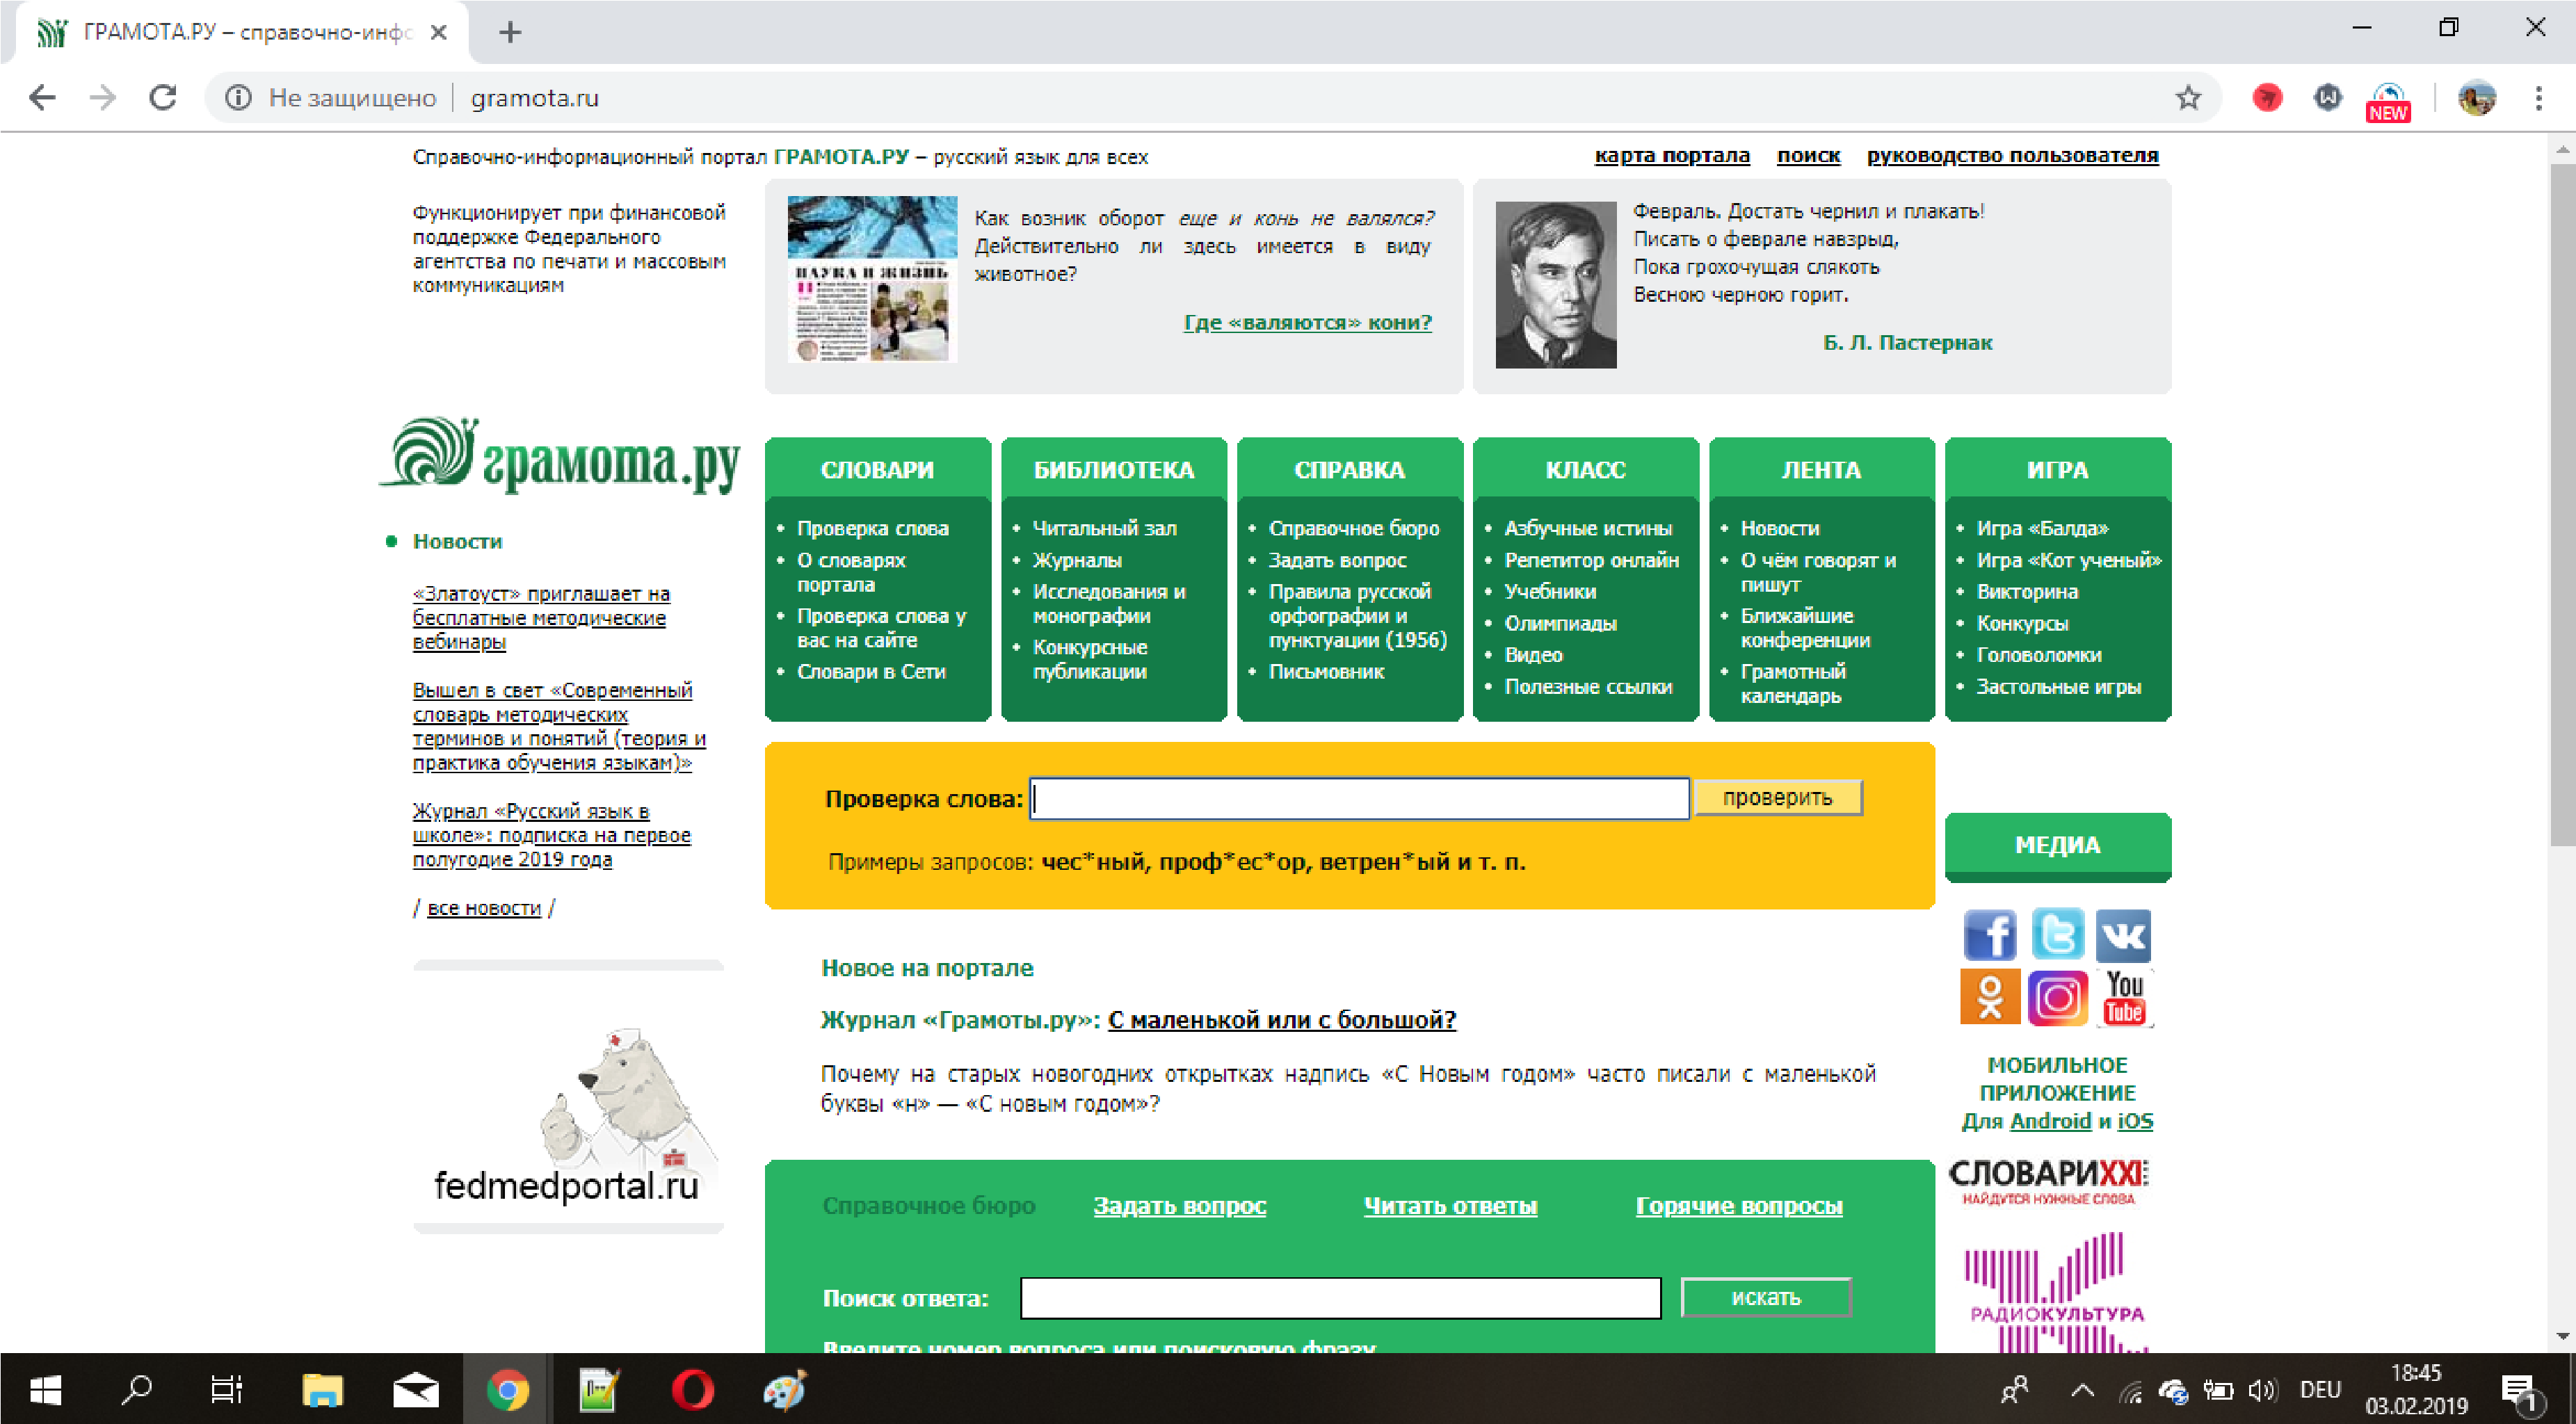 ГРАМОТА.РУ – справочно-инфо
Не защищено
gramota.ru
NEW
Справочно-информационный портал ГРАМОТА.РУ – русский язык для всех
карта портала поиск руководство пользователя
Функционирует при финансовой
поддержке Федерального
агентства по печати и массовым
коммуникациям
НАУКА И ЖИЗНЬ
Как возник оборот еще и конь не валялся?
Действительно ли здесь имеется в виду
животное?
Где «валяются» кони?
Февраль. Достать чернил и плакать!
Писать о феврале навзрыд,
Пока грохочущая слякоть
Весною черною горит.
Б. Л. Пастернак
грамота.ру
Новости
«Златоуст» приглашает на
бесплатные методические
вебинары
Вышел в свет «Современный
словарь методических
терминов и понятий (теория и
практика обучения языкам)»
Журнал «Русский язык в
школе»: подписка на первое
полугодие 2019 года
/ все новости /
fedmedportal.ru
СЛОВАРИ
• Проверка слова
• О словарях
портала
• Проверка слова у
вас на сайте
• Словари в Сети
БИБЛИОТЕКА
• Читальный зал
• Журналы
• Исследования и
монографии
• Конкурсные
публикации
СПРАВКА
• Справочное бюро
• Задать вопрос
• Правила русской
орфографии и
пунктуации (1956)
• Письмовник
КЛАСС
• Азбучные истины
• Репетитор онлайн
• Учебники
• Олимпиады
• Видео
• Полезные ссылки
ЛЕНТА
• Новости
• О чём говорят и
пишут
• Ближайшие
конференции
• Грамотный
календарь
ИГРА
• Игра «Балда»
• Игра «Кот ученый»
• Викторина
• Конкурсы
• Головоломки
• Застольные игры
Проверка слова:
проверить
Примеры запросов: чес*ный, проф*ес*ор, ветрен*ый и т. п.
Новое на портале
Журнал «Грамоты.ру»: С маленькой или с большой?
Почему на старых новогодних открытках надпись «С Новым годом» часто писали с маленькой
буквы «н» — «С новым годом»?
Справочное бюро Задать вопрос Читать ответы Горячие вопросы
Поиск ответа:
искать
Введите номер вопроса или поисковую фразу
МЕДИА
You
Tube
МОБИЛЬНОЕ
ПРИЛОЖЕНИЕ
Для Android и iOS
СЛОВАРИXXI
НАЙДУТСЯ НУЖНЫЕ СЛОВА
РАДИОКУЛЬТУРА
DEU
18:45
03.02.2019
1